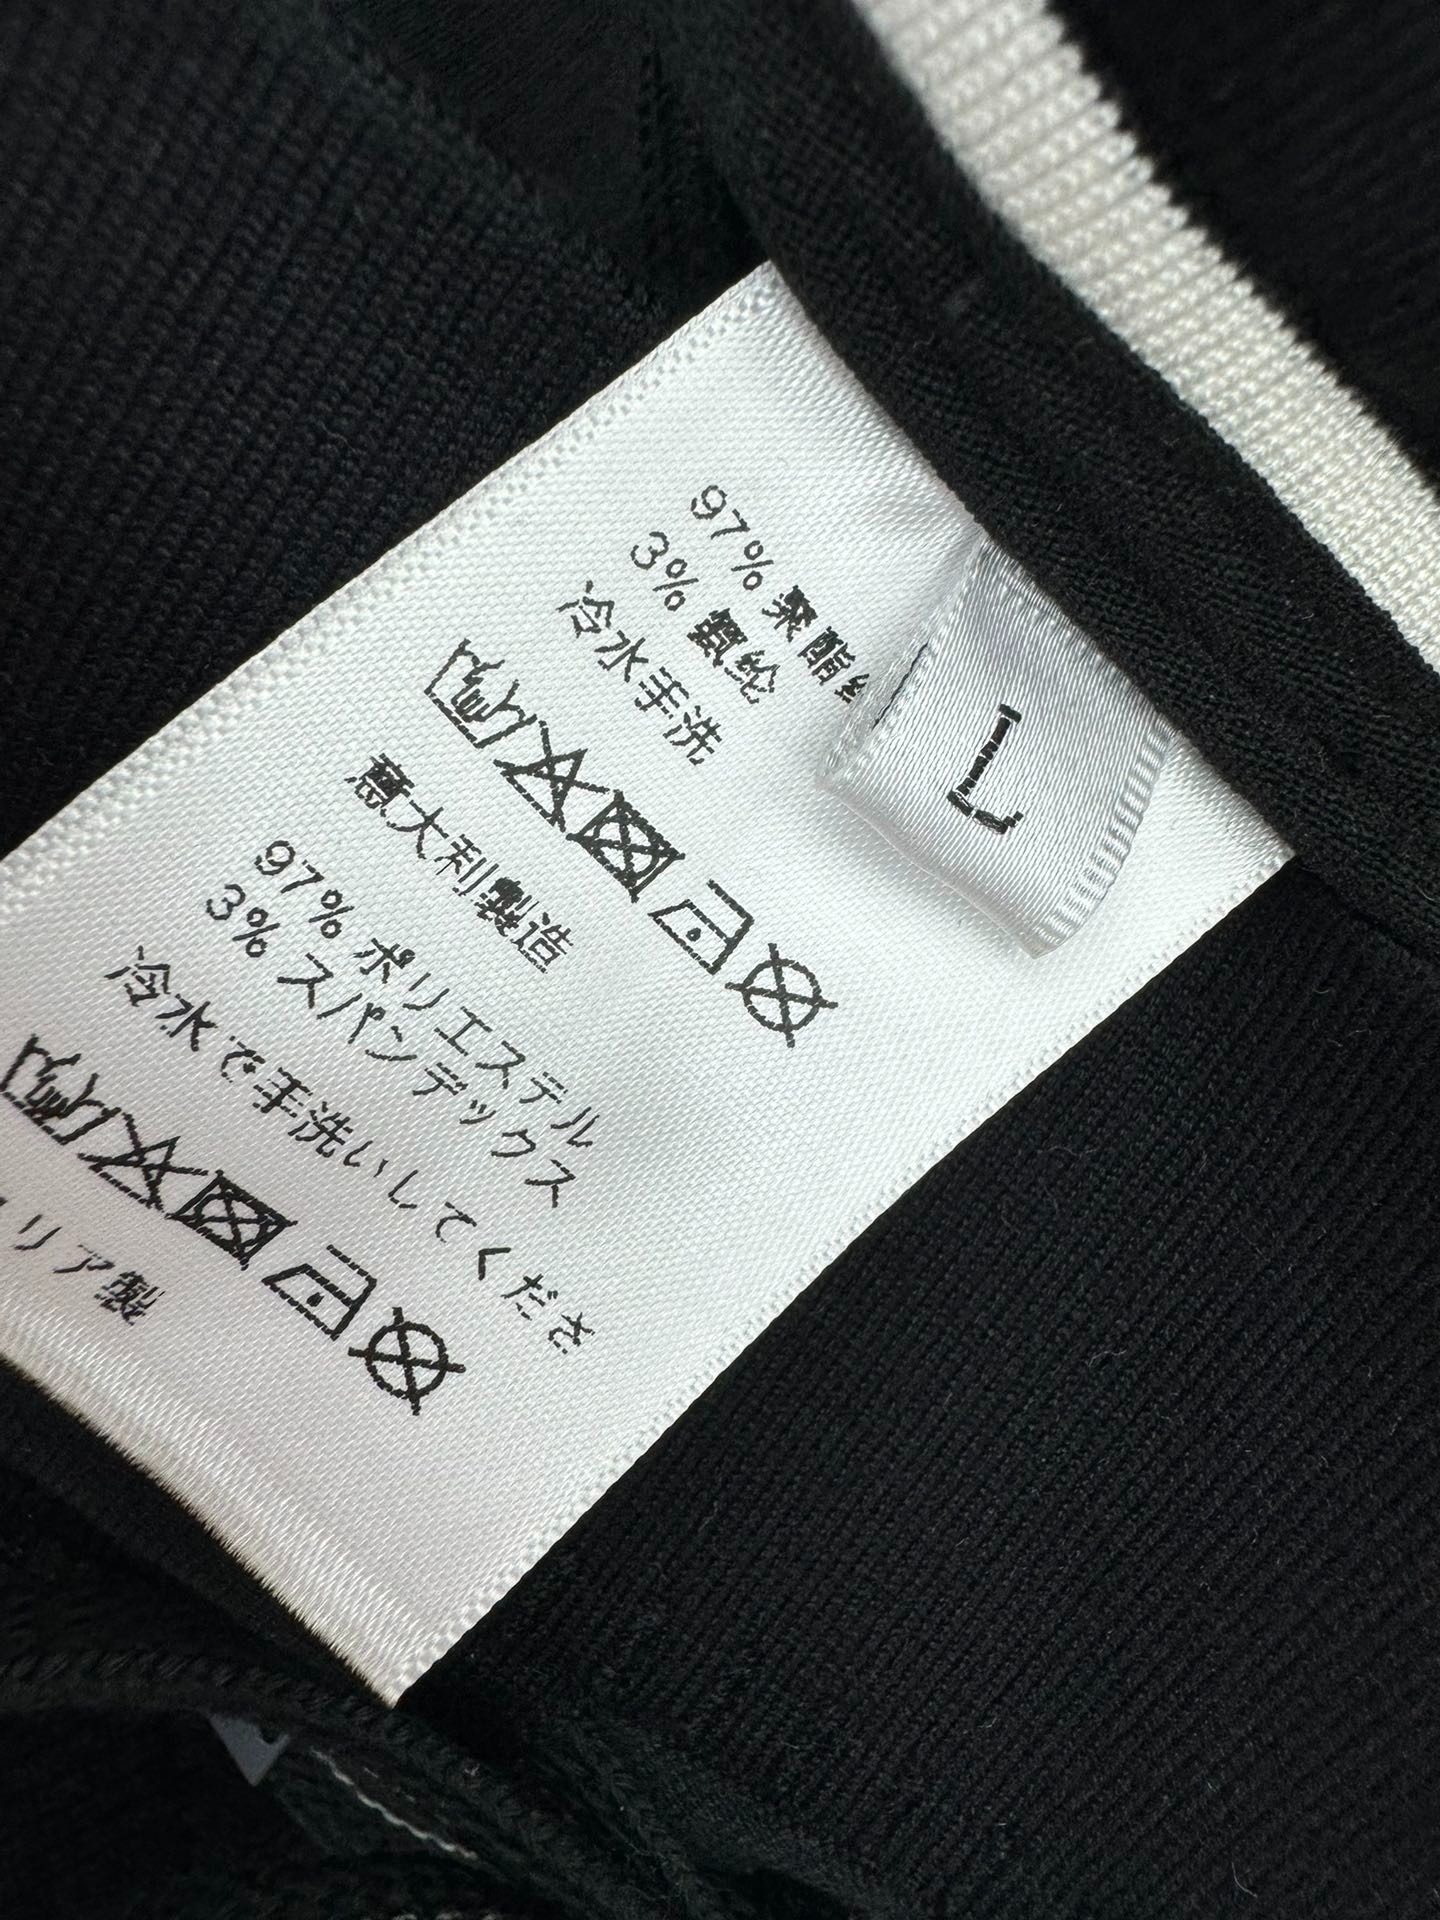 97% 聚酯纟
3% 氨纶
冷水手洗
意大利製造
97% ポリエステル
3% スパンデックス
冷水で手洗いしてくださ
リア製
L